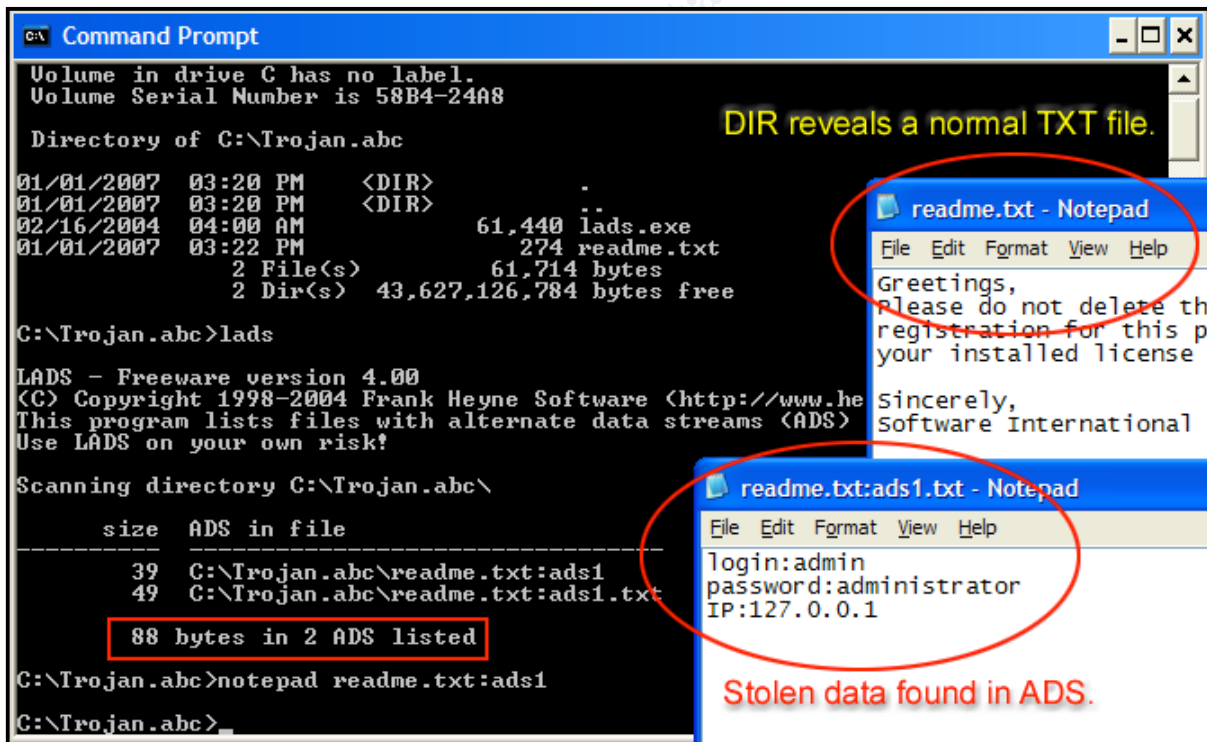 Command Prompt
Volume in drive C has no label.
Volume Serial Number is 58B4-24A8
Directory of C:\Trojan.abc
01/01/2007 03:20 PM <DIR> .
01/01/2007 03:20 PM <DIR> ..
02/16/2004 04:00 AM 61,440 lads.exe
01/01/2007 03:22 PM 274 readme.txt
2 File(s) 61,714 bytes
2 Dir(s) 43,627,126,784 bytes free
C:\Trojan.abc>lads
LADS - Freeware version 4.00
(C) Copyright 1998-2004 Frank Heyne Software (http://www.he
This program lists files with alternate data streams (ADS)
Use LADS on your own risk!
Scanning directory C:\Trojan.abc\
size ADS in file
39 C:\Trojan.abc\readme.txt:ads1
49 C:\Trojan.abc\readme.txt:ads1.txt
88 bytes in 2 ADS listed
C:\Trojan.abc>notepad readme.txt:ads1
C:\Trojan.abc>_
DIR reveals a normal TXT file.
readme.txt - Notepad
File Edit Format View Help
Greetings,
Please do not delete th
registration for this p
your installed license
Sincerely,
Software International
readme.txt:ads1.txt - Notepad
File Edit Format View Help
login:admin
password:administrator
IP:127.0.0.1
Stolen data found in ADS.